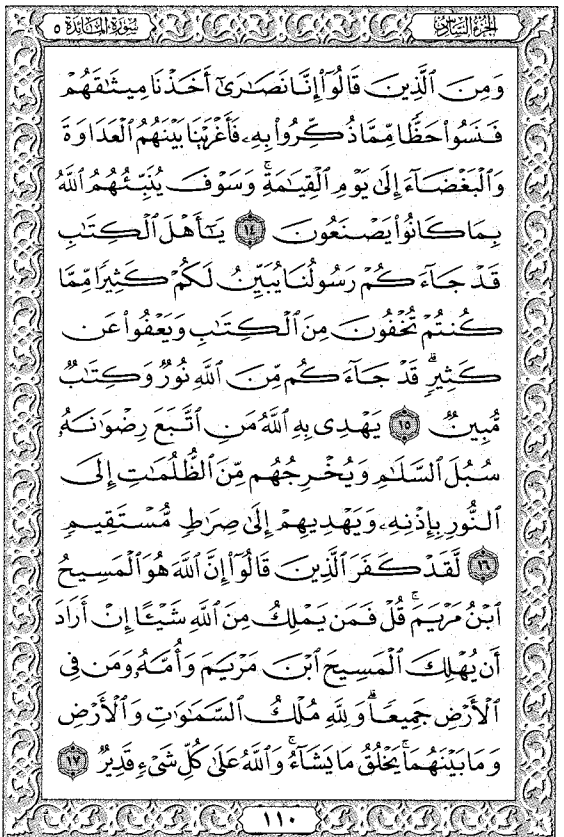 الجزء السادس
سورة المائدة ٥
وَمِنَ ٱلَّذِينَ قَالُوٓا۟ إِنَّا نَصَـٰرَىٰٓ أَخَذْنَا مِيثَـٰقَهُمْ
فَنَسُوا۟ حَظًّا مِّمَّا ذُكِّرُوا۟ بِهِۦ فَأَغْرَيْنَا بَيْنَهُمُ ٱلْعَدَاوَةَ
وَٱلْبَغْضَآءَ إِلَىٰ يَوْمِ ٱلْقِيَـٰمَةِ ۚ وَسَوْفَ يُنَبِّئُهُمُ ٱللَّهُ
بِمَا كَانُوا۟ يَصْنَعُونَ ١٤ يَـٰٓأَهْلَ ٱلْكِتَـٰبِ
قَدْ جَآءَكُمْ رَسُولُنَا يُبَيِّنُ لَكُمْ كَثِيرًا مِّمَّا
كُنتُمْ تُخْفُونَ مِنَ ٱلْكِتَـٰبِ وَيَعْفُوا۟ عَن
كَثِيرٍ ۚ قَدْ جَآءَكُم مِّنَ ٱللَّهِ نُورٌ وَكِتَـٰبٌ
مُّبِينٌ ١٥ يَهْدِى بِهِ ٱللَّهُ مَنِ ٱتَّبَعَ رِضْوَٰنَهُۥ
سُبُلَ ٱلسَّلَـٰمِ وَيُخْرِجُهُم مِّنَ ٱلظُّلُمَـٰتِ إِلَى
ٱلنُّورِ بِإِذْنِهِۦ وَيَهْدِيهِمْ إِلَىٰ صِرَٰطٍ مُّسْتَقِيمٍ
١٦ لَّقَدْ كَفَرَ ٱلَّذِينَ قَالُوٓا۟ إِنَّ ٱللَّهَ هُوَ ٱلْمَسِيحُ
ٱبْنُ مَرْيَمَ ۚ قُلْ فَمَن يَمْلِكُ مِنَ ٱللَّهِ شَيْـًٔا إِنْ أَرَادَ
أَن يُهْلِكَ ٱلْمَسِيحَ ٱبْنَ مَرْيَمَ وَأُمَّهُۥ وَمَن فِى
ٱلْأَرْضِ جَمِيعًا ۗ وَلِلَّهِ مُلْكُ ٱلسَّمَـٰوَٰتِ وَٱلْأَرْضِ
وَمَا بَيْنَهُمَا ۚ يَخْلُقُ مَا يَشَآءُ ۚ وَٱللَّهُ عَلَىٰ كُلِّ شَىْءٍ قَدِيرٌ ١٧
١١٠